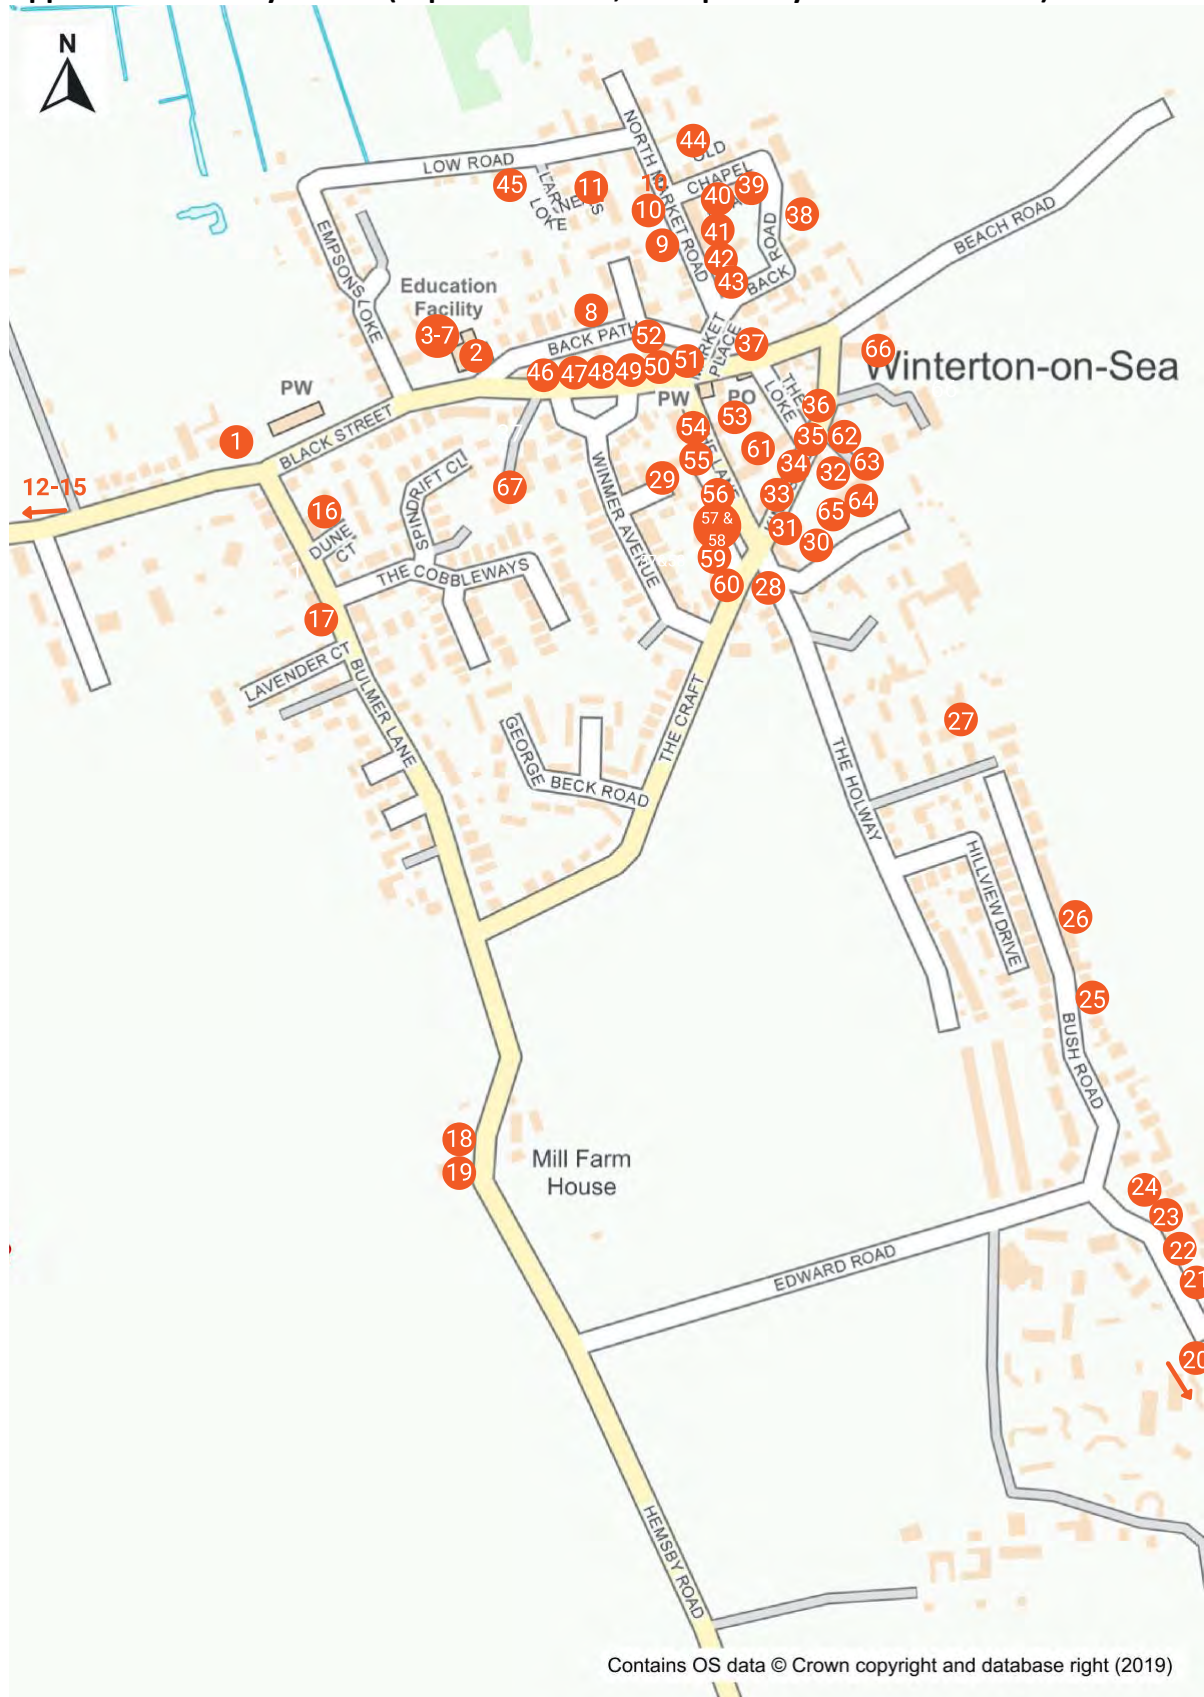 N
LOW ROAD
NORTH MARKET ROAD
44
OLD
CHAPEL
45
11
10
10
40
39
38
41
9
42
43
BACK
ROAD
BEACH ROAD
EMPSONS LOKE
LOKE
Education
Facility
3-7
2
8
BACK PATH
52
MARKET
PLACE
37
66
Winterton-on-Sea
46
47
48
49
50
51
PW
PW
PO
THE
LOKE
36
53
54
1
BLACK STREET
12-15
55
61
35
62
34
32
63
29
67
56
33
64
65
57 &
58
31
30
59
60
28
16
DUNE
CT
SPINDRIFT CL
THE COBBLEWAYS
WINMER AVENUE
17
LAVENDER CT
BULMER LANE
THE CRAFT
GEORGE
BECK ROAD
27
THE HOLWAY
HILLVIEW DRIVE
26
25
BUSH ROAD
18
19
Mill Farm
House
24
23
22
21
20
EDWARD ROAD
HEMSBY ROAD
Contains OS data © Crown copyright and database right (2019)